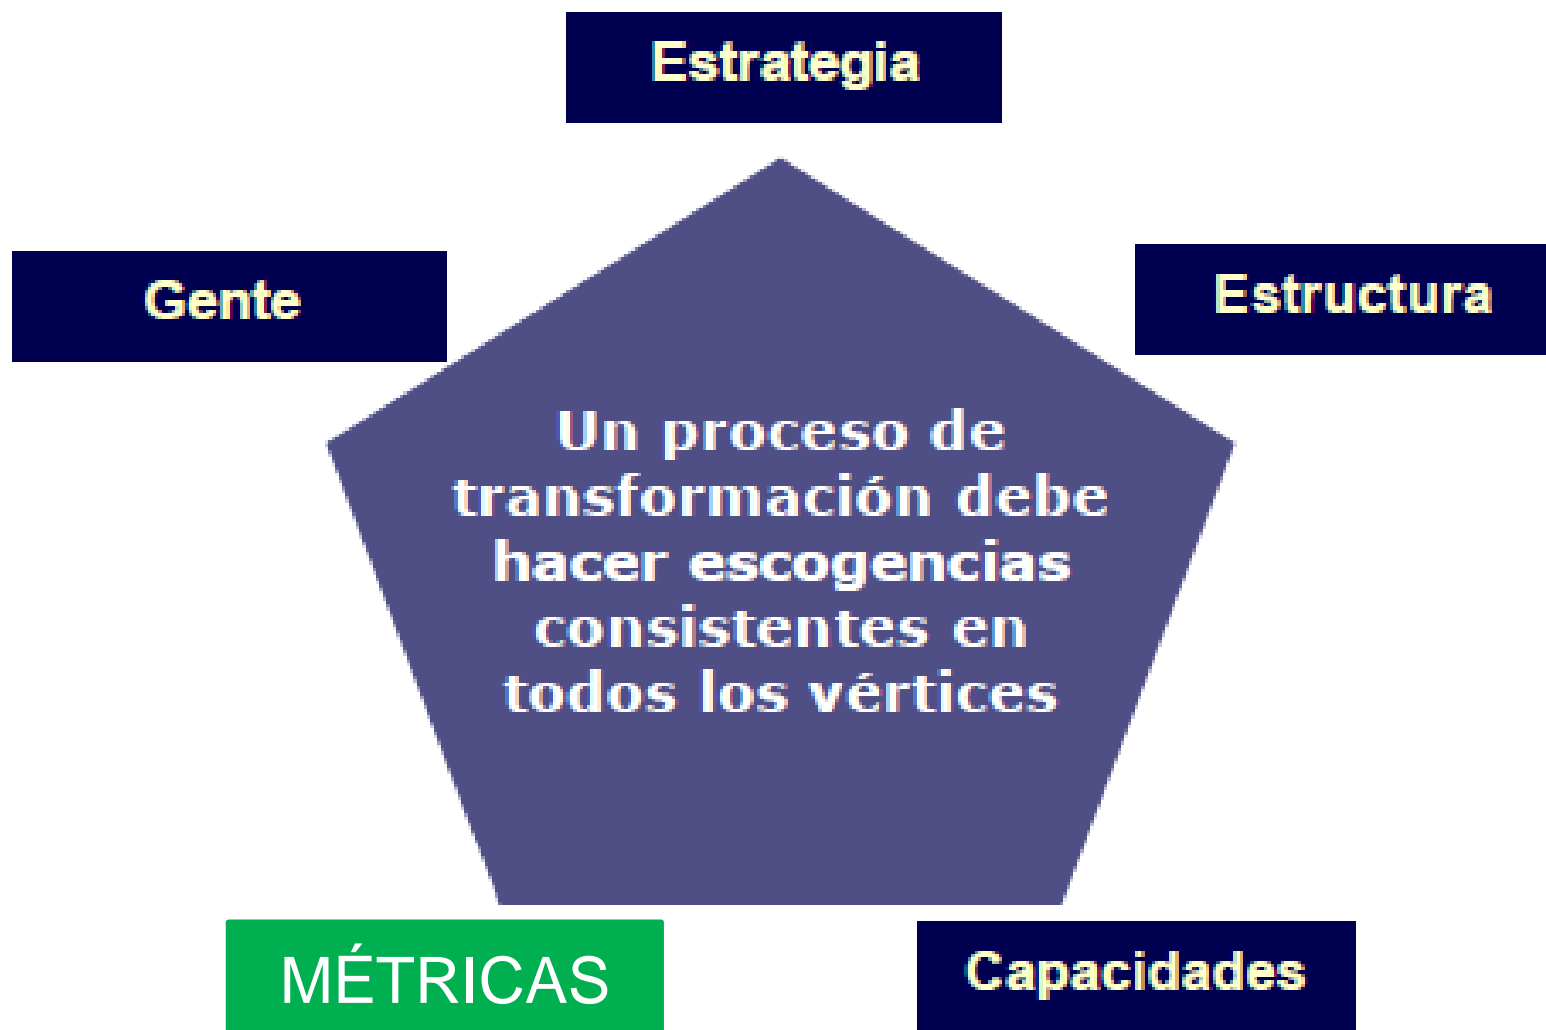 Estrategia
Gente
Estructura
Un proceso de
transformación debe
hacer escogencias
consistentes en
todos los vértices
MÉTRICAS
Capacidades